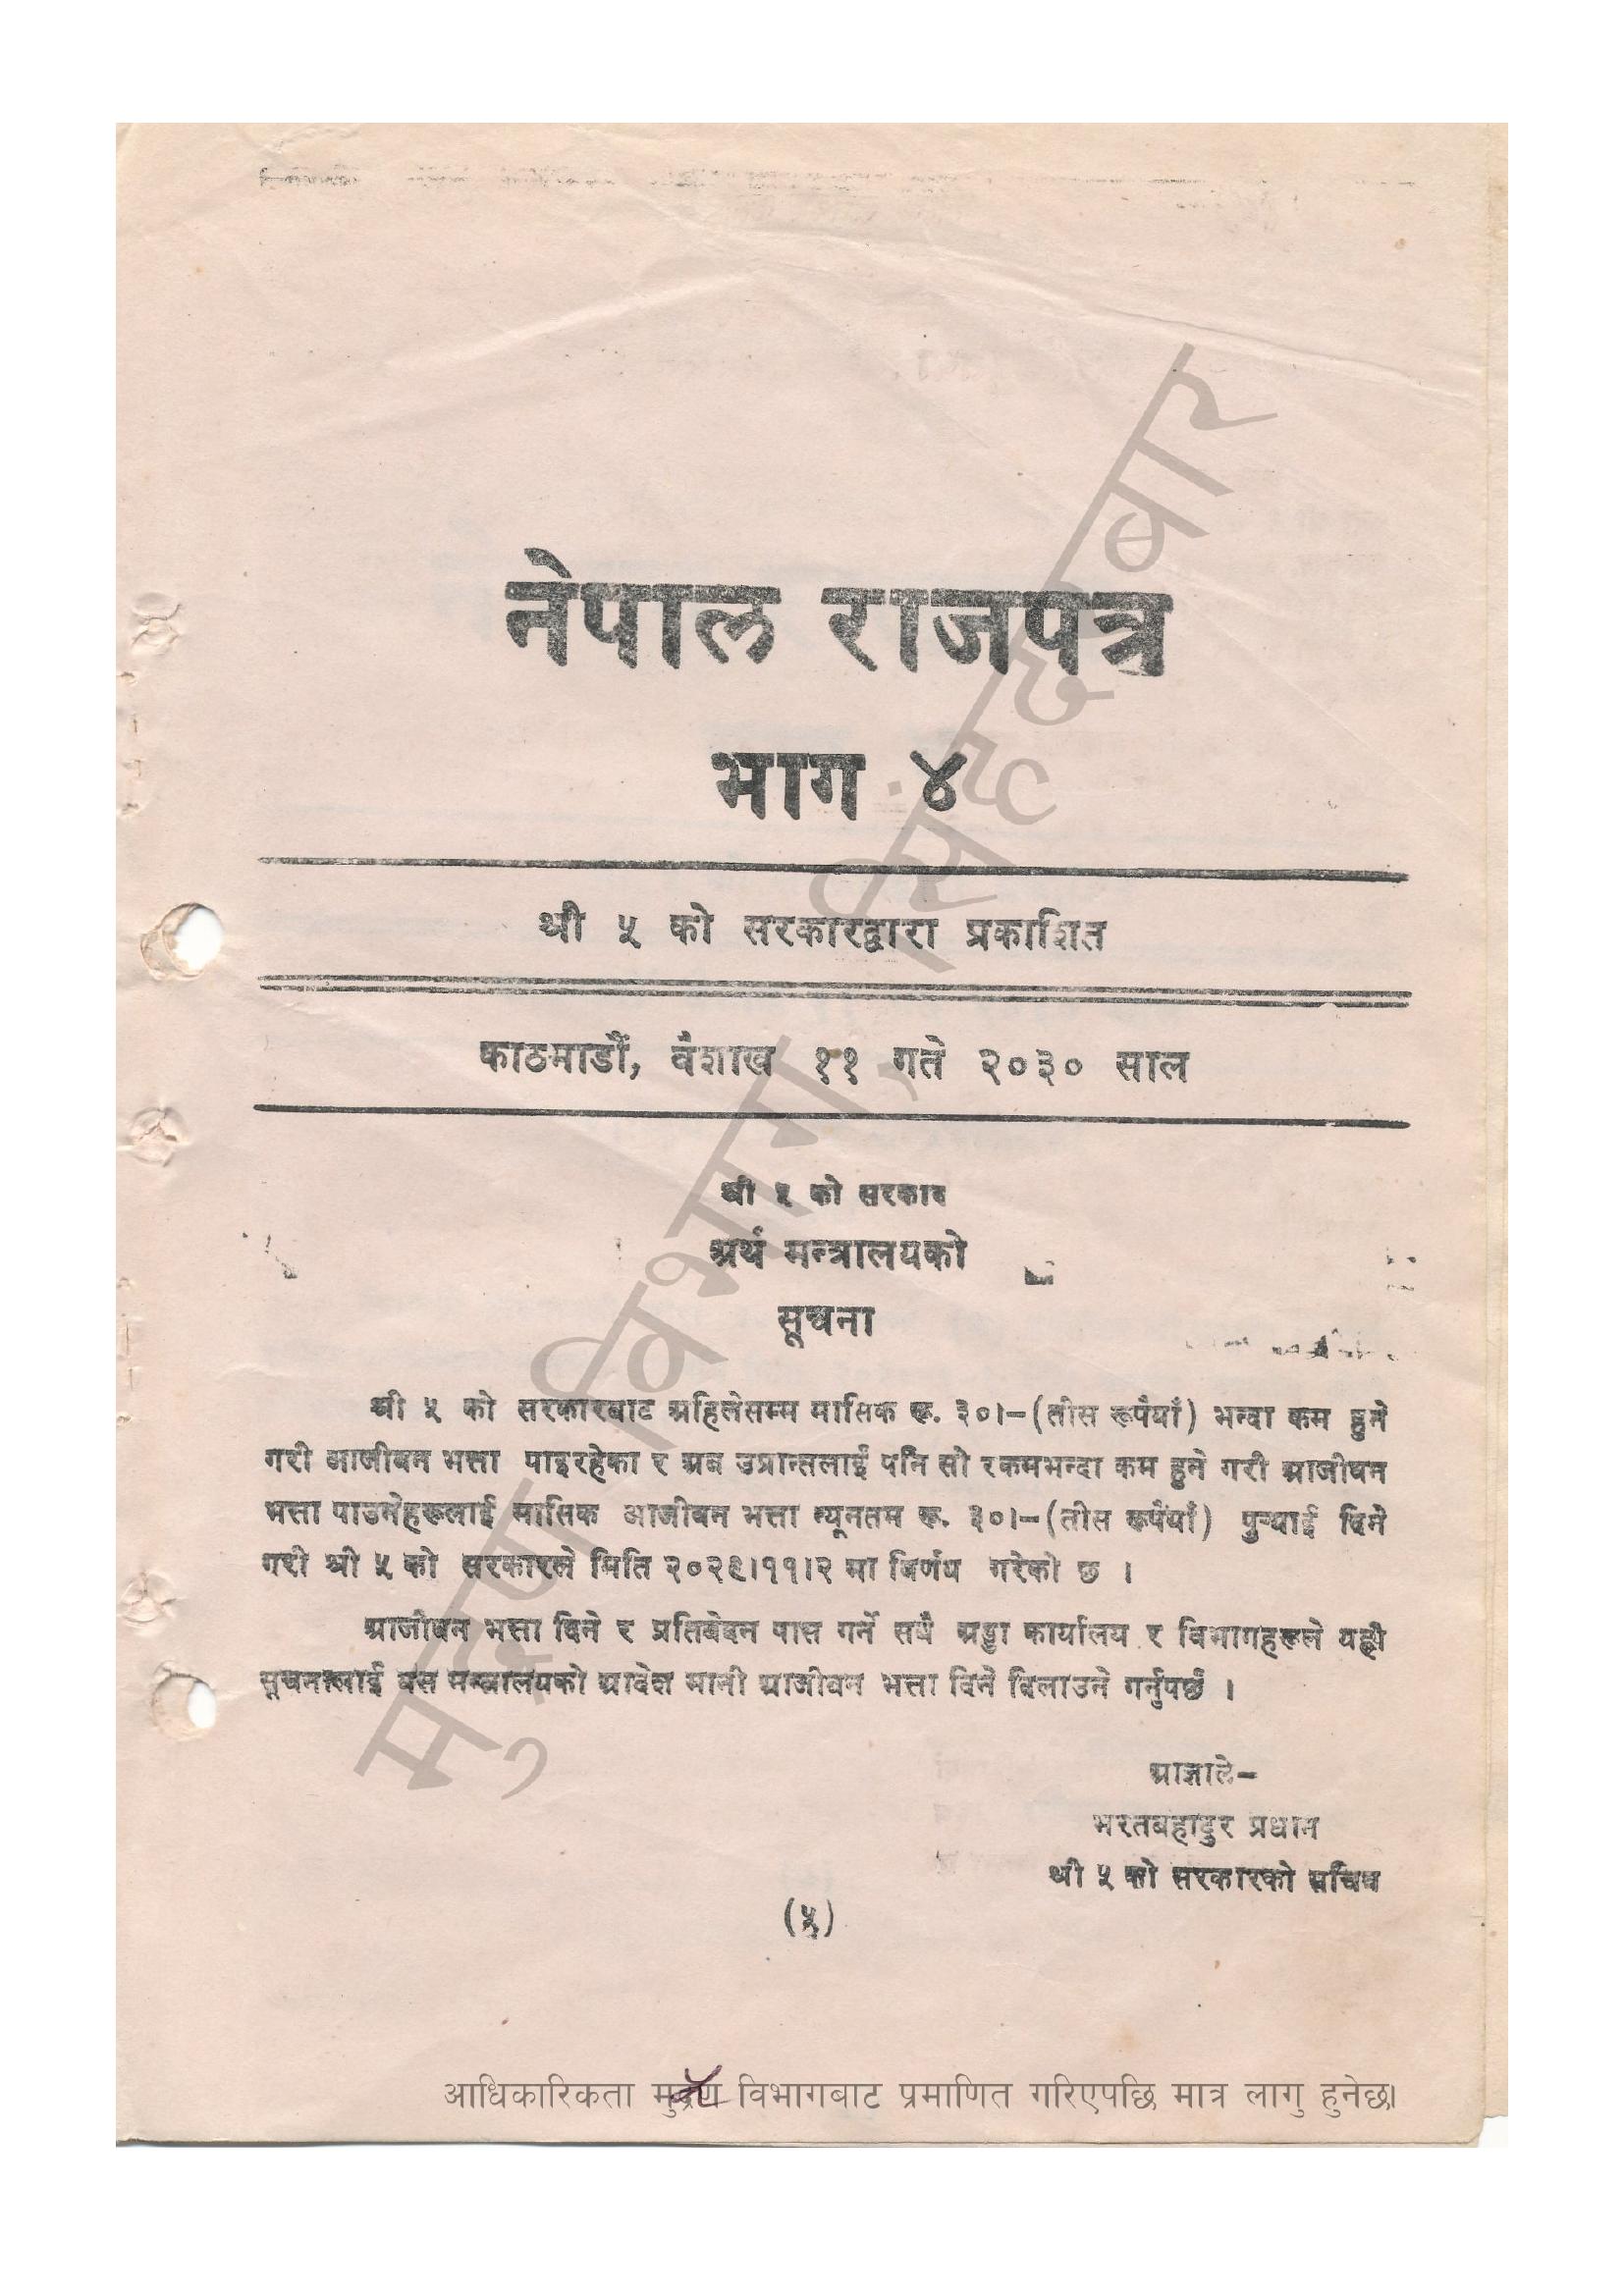 नेपाल राजपत्र
भाग ४
श्री ५ को सरकारद्वारा प्रकाशित
काठमाडौं, वैशाख ११ गते २०३० साल
श्री ५ को सरकार
अर्थ मन्त्रालयको
सूचना
श्री ५ को सरकारबाट अहिलेसम्म मासिक रू. ३०।–(तीस रूपैयाँ) भन्दा कम हुने
गरी आजीवन भत्ता पाइरहेका र अब उप्रान्तलाई पनि सो रकमभन्दा कम हुने गरी आजीवन
भत्ता पाउनेहरूलाई मासिक आजीवन भत्ता न्यूनतम रू. ३०।–(तीस रूपैयाँ) पुऱ्याई दिने
गरी श्री ५ को सरकारले मिति २०२९।११।२ मा निर्णय गरेको छ ।
आजीवन भत्ता दिने र प्रतिवेदन पास गर्ने सबै अड्डा कार्यालय र विभागहरूले यही
सूचनालाई यस मन्त्रालयको आदेश मानी आजीवन भत्ता दिने दिलाउने गर्नुपर्छ ।
आज्ञाले–
भरतबहादुर प्रधान
श्री ५ को सरकारको सचिव
(५)
मुद्रण विभाग, सिंहदरवार
आधिकारिकता मुद्रण विभागबाट प्रमाणित गरिएपछि मात्र लागु हुनेछ।